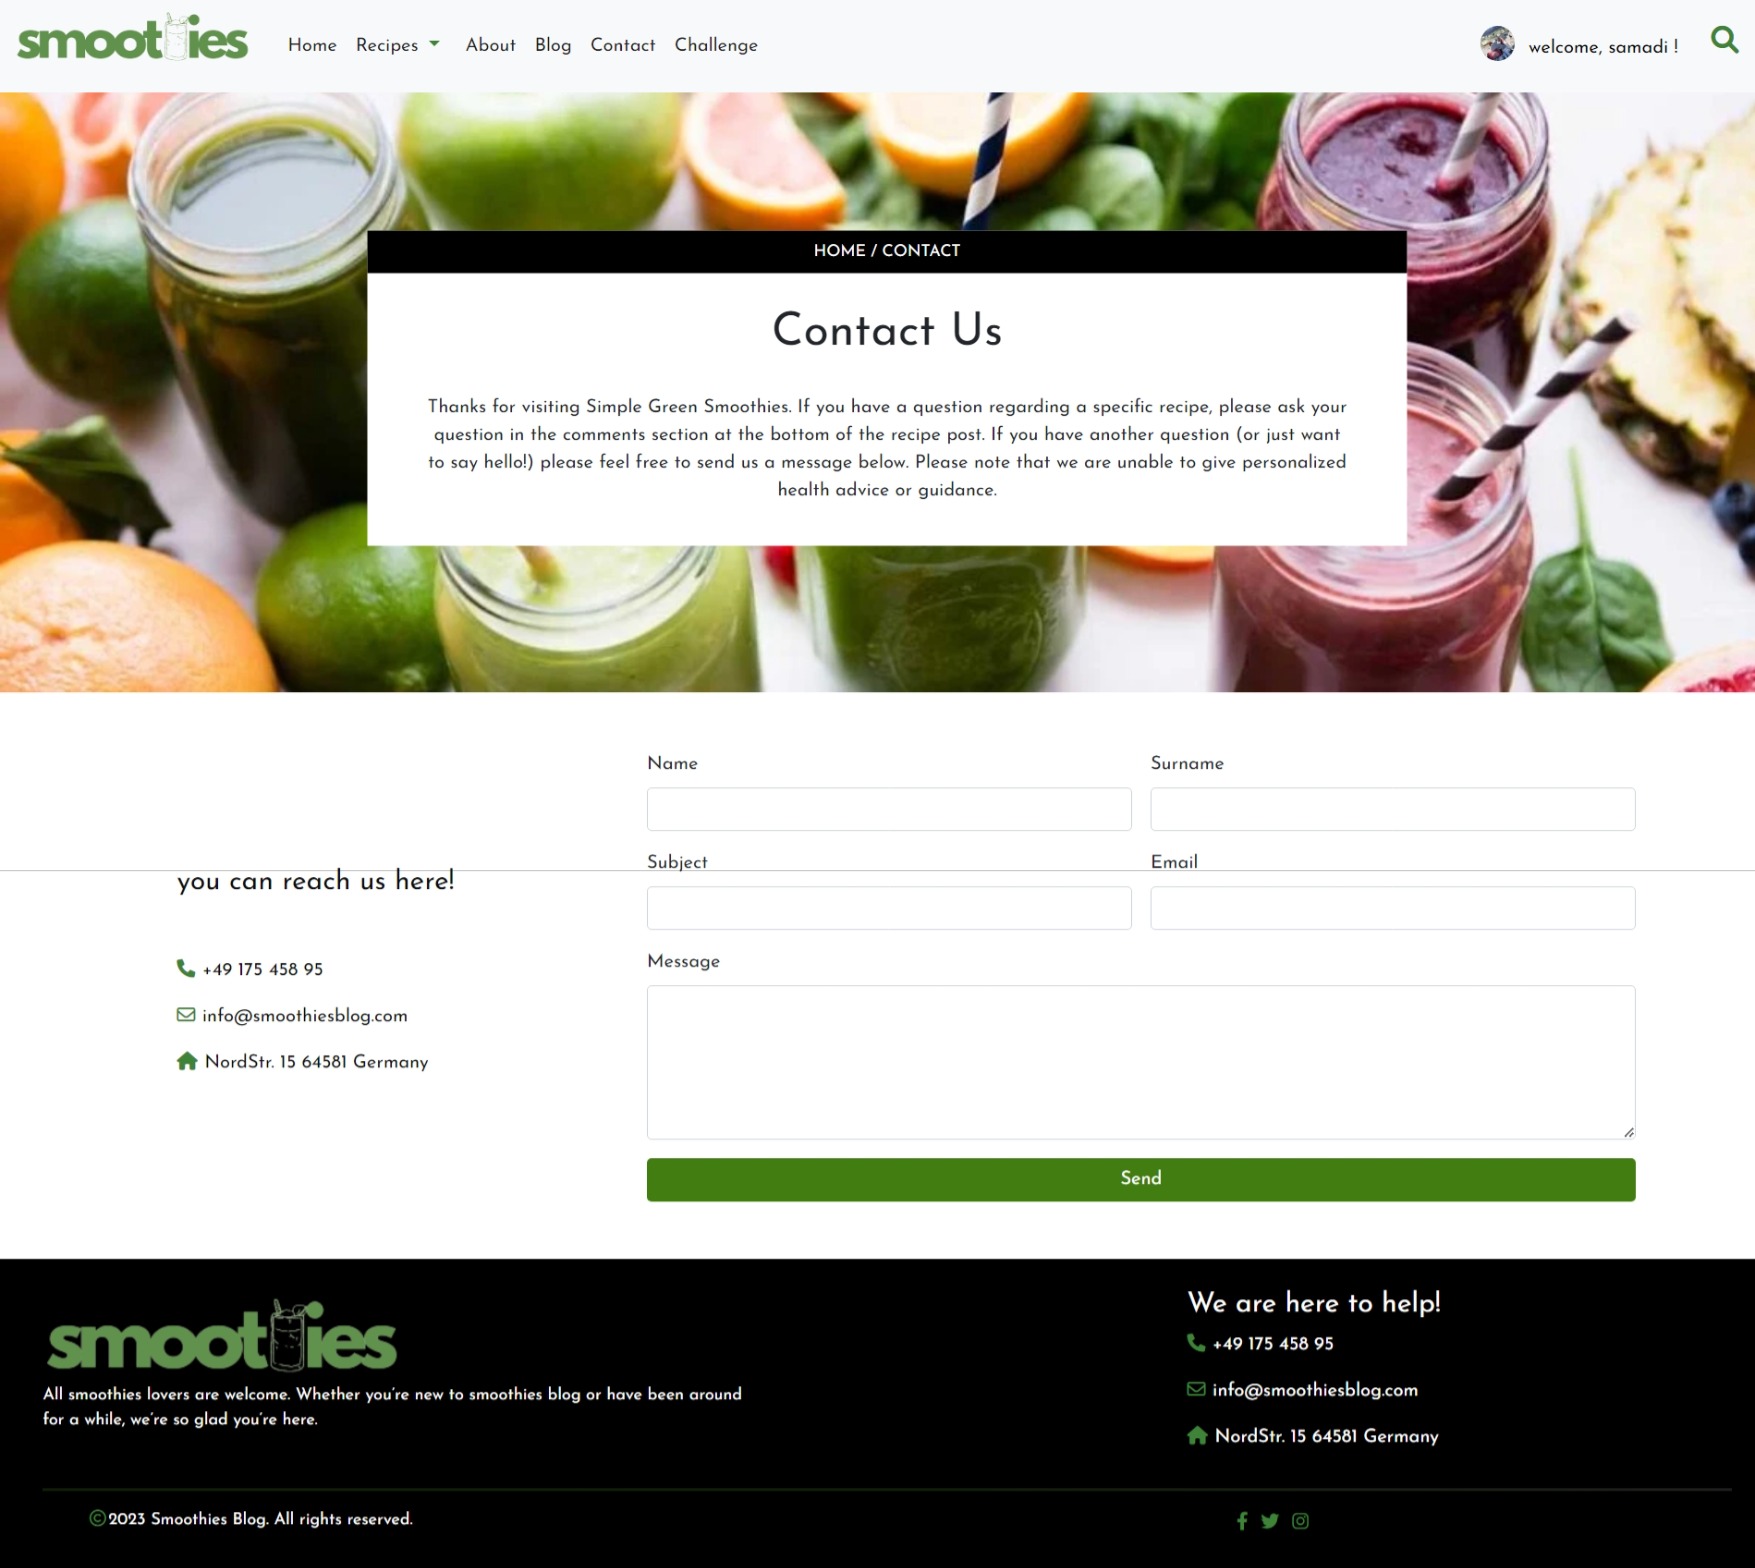 smoothies
Home Recipes About Blog Contact Challenge
welcome, samadi !
HOME / CONTACT
Contact Us
Thanks for visiting Simple Green Smoothies. If you have a question regarding a specific recipe, please ask your
question in the comments section at the bottom of the recipe post. If you have another question (or just want
to say hello!) please feel free to send us a message below. Please note that we are unable to give personalized
health advice or guidance.
you can reach us here!
+49 175 458 95
info@smoothiesblog.com
NordStr. 15 64581 Germany
Name
Surname
Subject
Email
Message
Send
smoothies
All smoothies lovers are welcome. Whether you're new to smoothies blog or have been around
for a while, we're so glad you're here.
We are here to help!
+49 175 458 95
info@smoothiesblog.com
NordStr. 15 64581 Germany
©2023 Smoothies Blog. All rights reserved.